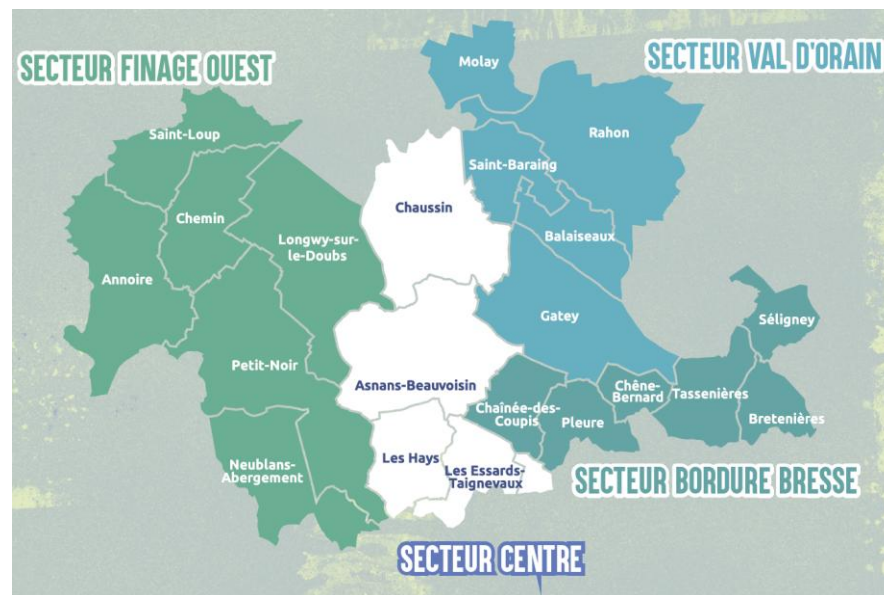 SECTEUR FINAGE OUEST
SECTEUR VAL D'ORAIN
Molay
Saint-Loup
Rahon
Saint-Baraing
Chemin
Chaussin
Longwy-sur-
le-Doubs
Balaiseaux
Annoire
Gatey
Séligney
Petit-Noir
Asnans-Beauvoisin
Chêne-
Bernard
Tassenières
Chaînée-des-
Coupis
Pleure
Bretenières
Neublans-
Abergement
Les Hays
Les Essards-
Taignevaux
SECTEUR BORDURE BRESSE
SECTEUR CENTRE